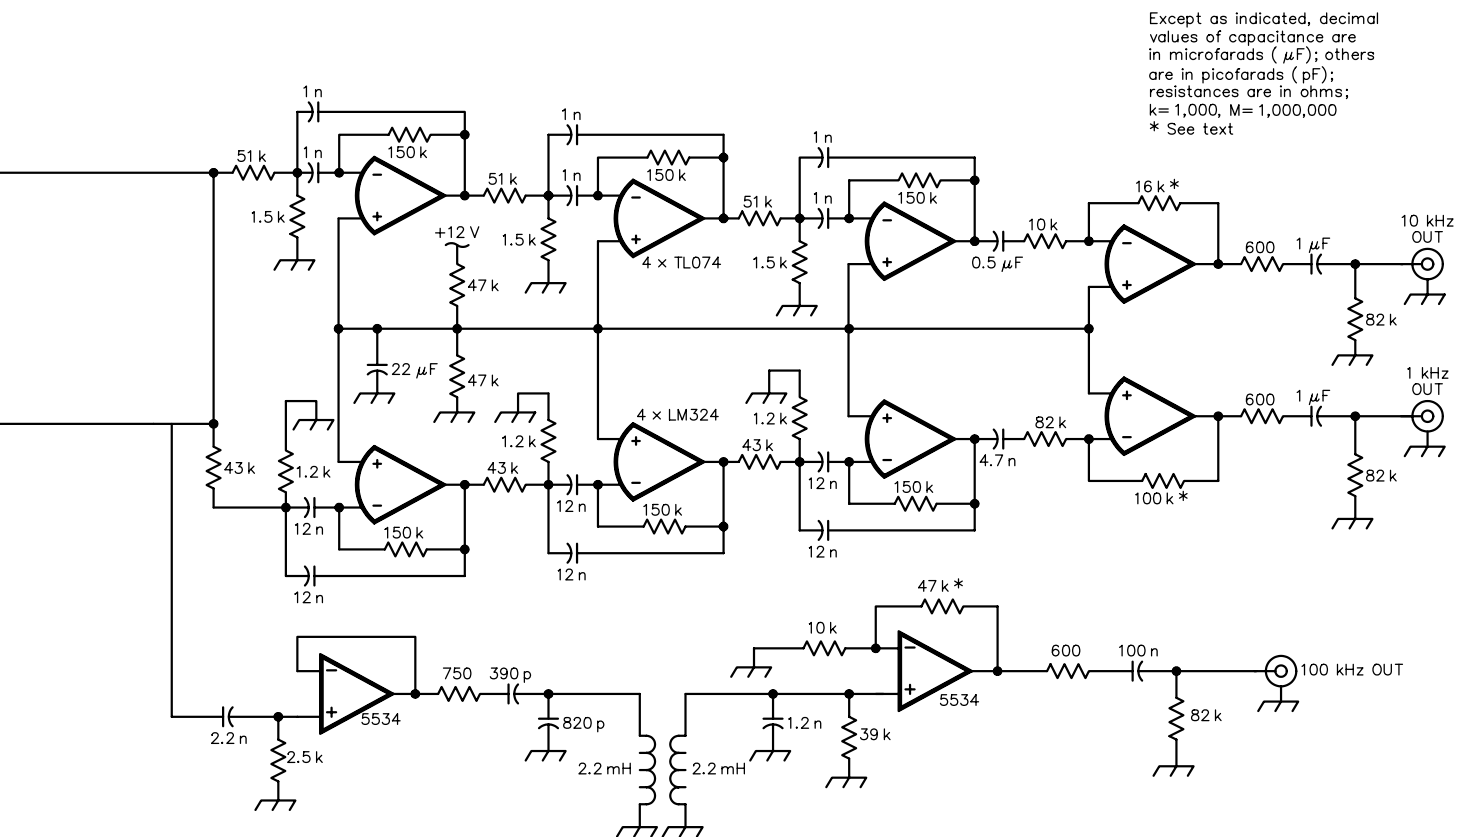 Except as indicated, decimal
values of capacitance are
in microfarads ( µF); others
are in picofarads ( pF);
resistances are in ohms;
k= 1,000, M= 1,000,000
* See text
1 n
150 k
51 k
1 n
1.5 k
−
+
1 n
150 k
51 k
1 n
1.5 k
−
+
4 × TL074
1 n
150 k
51 k
1 n
1.5 k
−
+
0.5 µF
10 k
16 k *
−
+
600
1 µF
82 k
10 kHz
OUT
+12 V
47 k
22 µF
47 k
43 k
1.2 k
12 n
+
−
150 k
12 n
43 k
1.2 k
12 n
4 × LM324
+
−
150 k
12 n
43 k
1.2 k
12 n
+
−
150 k
12 n
4.7 n
82 k
+
−
100 k *
600
1 µF
82 k
1 kHz
OUT
2.2 n
2.5 k
−
+
5534
750
390 p
820 p
2.2 mH
2.2 mH
1.2 n
39 k
10 k
47 k *
−
+
5534
600
100 n
82 k
100 kHz OUT